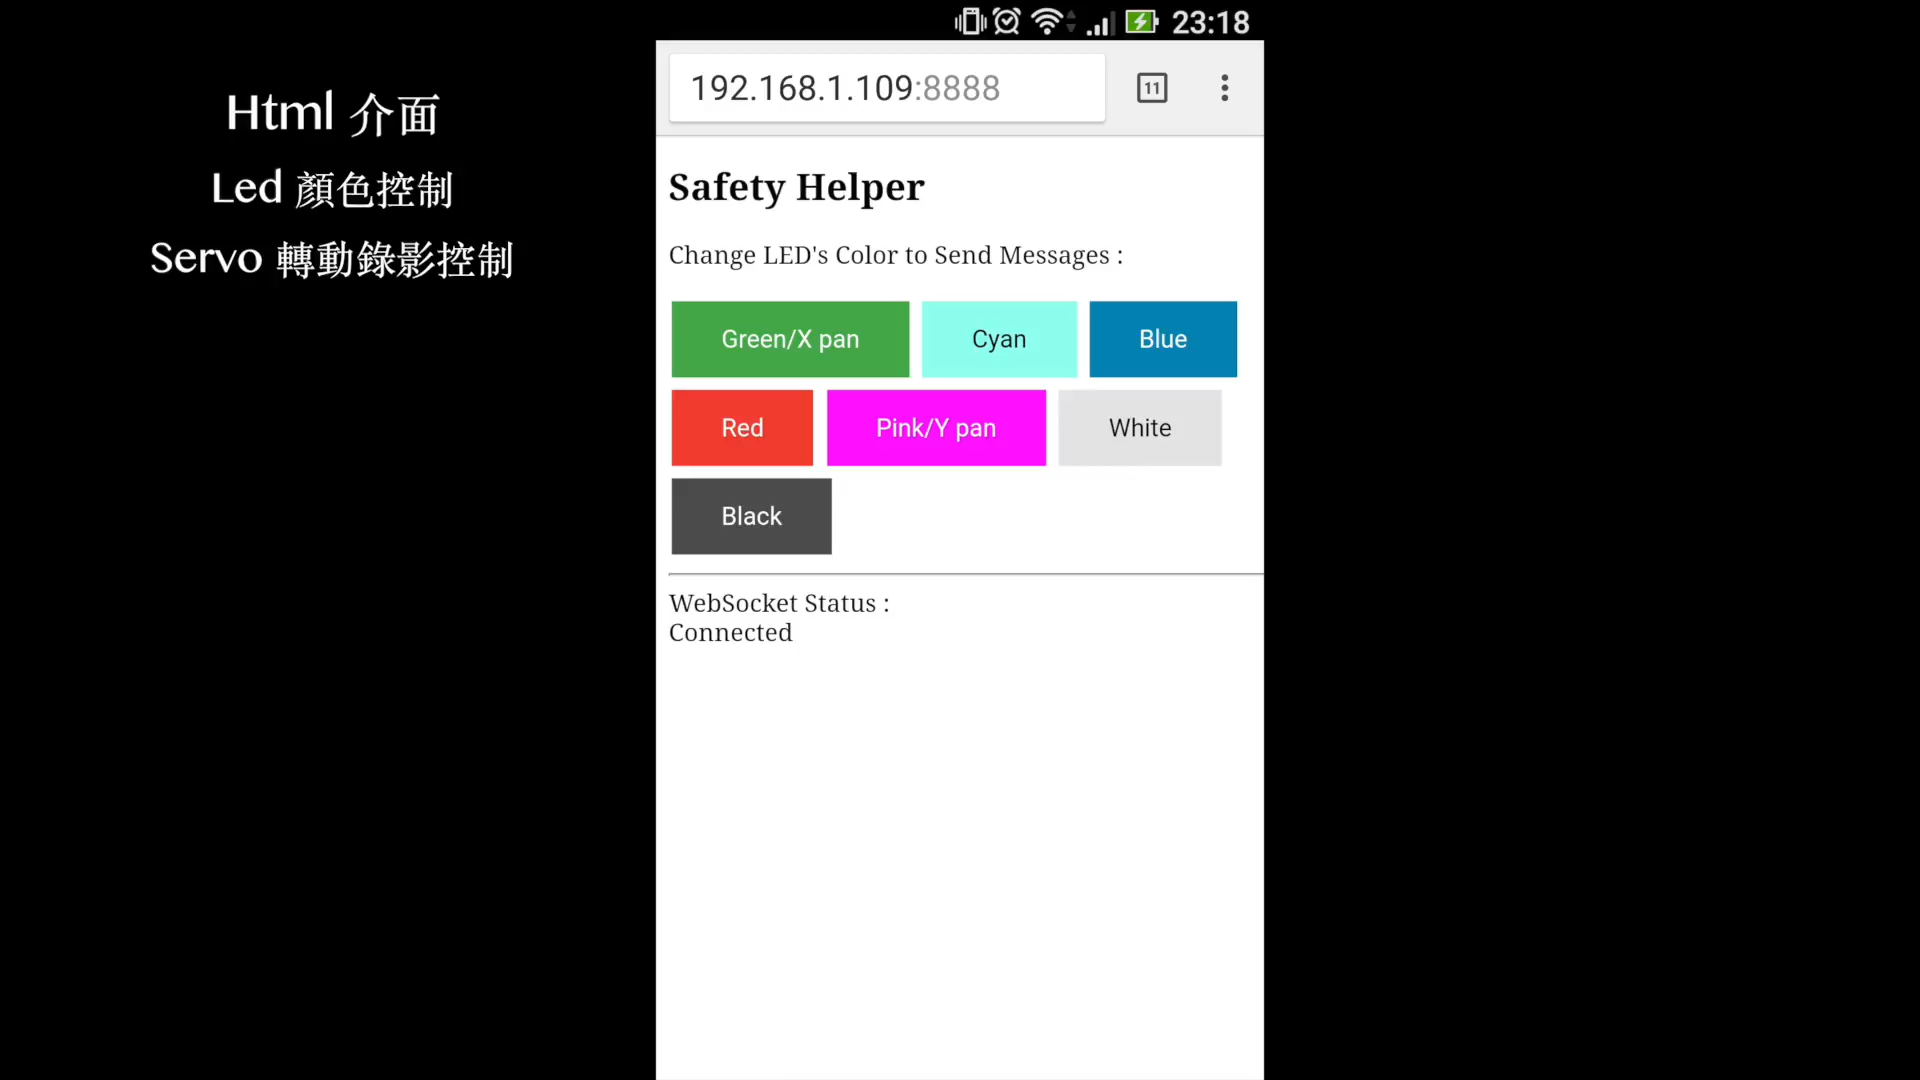 Html 介面
Led 顏色控制
Servo 轉動錄影控制
23:18
192.168.1.109:8888
11
Safety Helper
Change LED's Color to Send Messages :
Green/X pan Cyan Blue
Red Pink/Y pan White
Black
WebSocket Status :
Connected